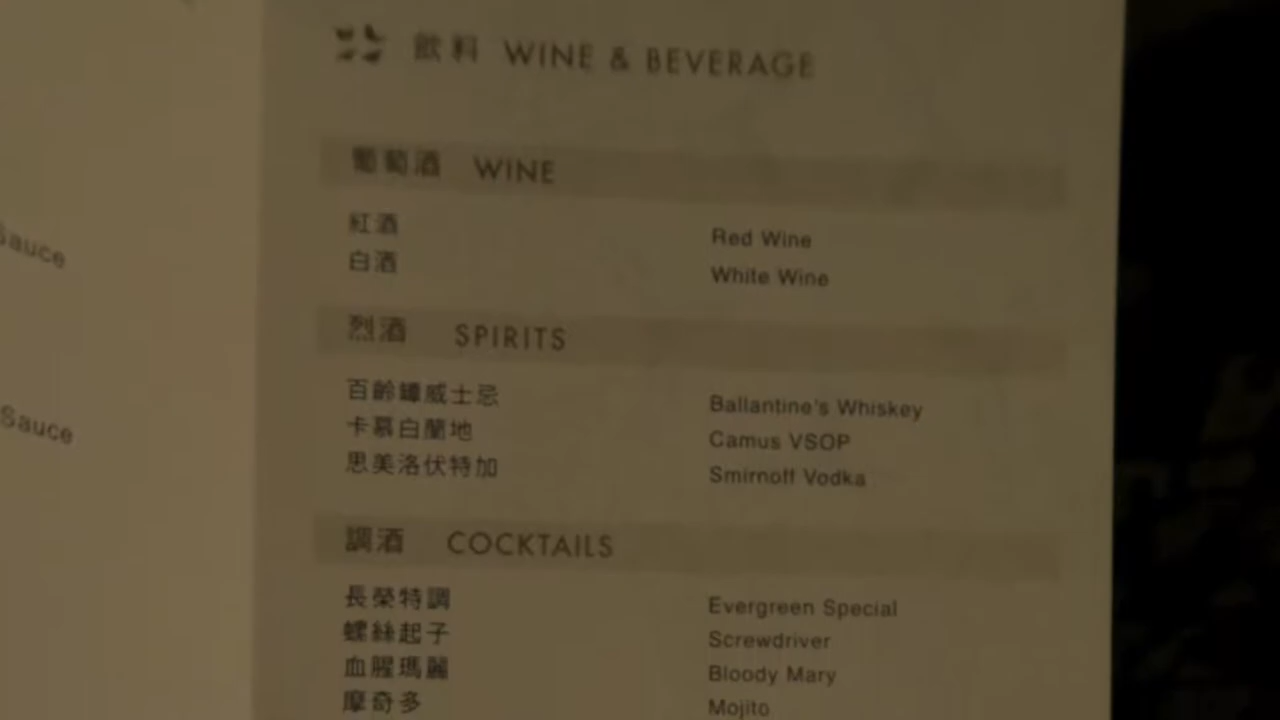 飲料 WINE & BEVERAGE
葡萄酒 WINE
紅酒 Red Wine
白酒 White Wine
烈酒 SPIRITS
百齡罈威士忌 Ballantine's Whiskey
卡慕白蘭地 Camus VSOP
思美洛伏特加 Smirnoff Vodka
調酒 COCKTAILS
長榮特調 Evergreen Special
螺絲起子 Screwdriver
血腥瑪麗 Bloody Mary
摩奇多 Mojito
Sauce
Sauce